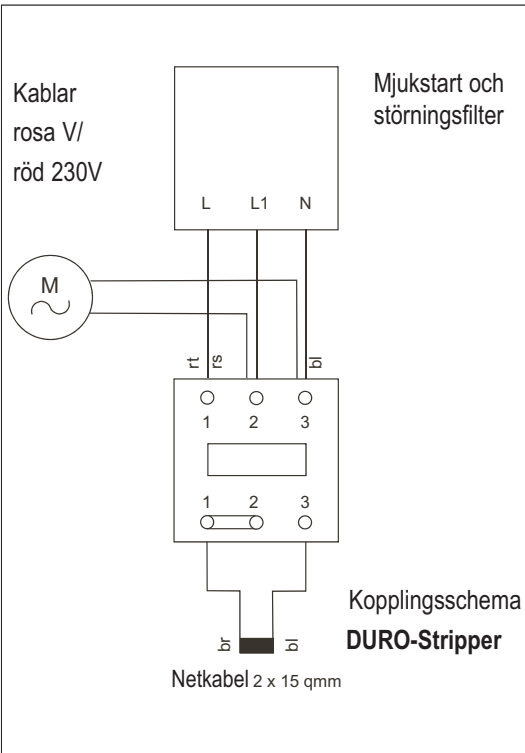 Kablar
rosa V/
röd 230V
Mjukstart och
störningsfilter
L L1 N
M
rt rs bl
1 2 3
1 2 3
Kopplingsschema
DURO-Stripper
br bl
Netkabel 2 x 15 qmm